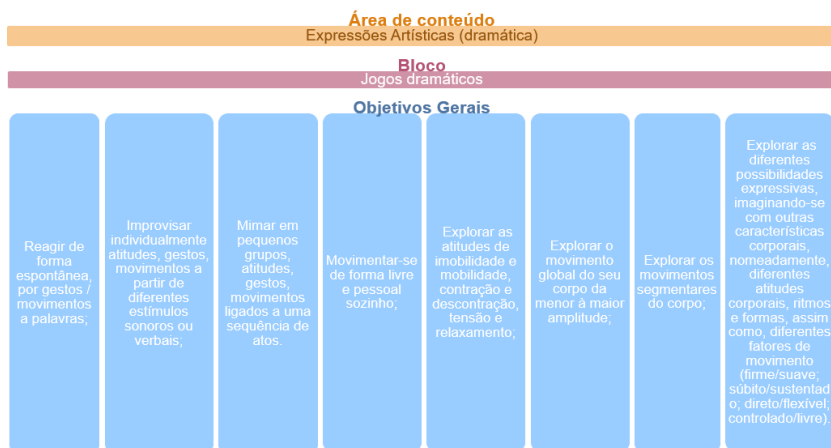 Área de conteúdo
Expressões Artísticas (dramática)
Bloco
Jogos dramáticos
Objetivos Gerais
Reagir de
forma
espontânea,
por gestos /
movimentos
a palavras;
Improvisar
individualmente
atitudes, gestos,
movimentos a
partir de
diferentes
estímulos
sonoros ou
verbais;
Mimar em
pequenos
grupos,
atitudes,
gestos,
movimentos
ligados a uma
sequência de
atos.
Movimentar-se
de forma livre
e pessoal
sozinho;
Explorar as
atitudes de
imobilidade e
mobilidade,
contração e
descontração,
tensão e
relaxamento;
Explorar o
movimento
global do seu
corpo da
menor à maior
amplitude;
Explorar os
movimentos
segmentares
do corpo;
Explorar as
diferentes
possibilidades
expressivas,
imaginando-se
com outras
características
corporais,
nomeadamente,
diferentes
atitudes
corporais, ritmos
e formas, assim
como, diferentes
fatores de
movimento
(firme/suave;
súbito/sustentad
o; direto/flexível;
controlado/livre).